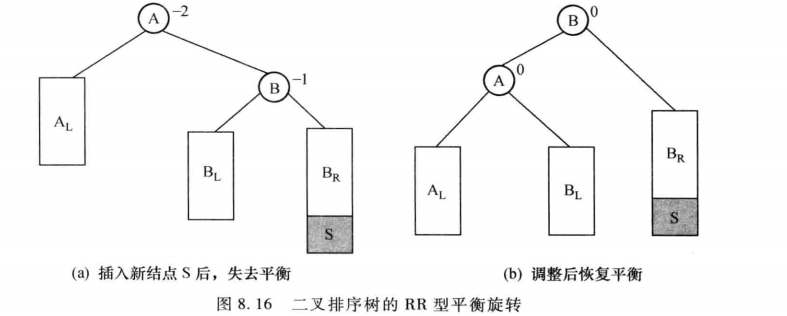 A -2
B -1
A_L
B_L
B_R
S
(a) 插入新结点 S 后，失去平衡
B 0
A 0
A_L
B_L
B_R
S
(b) 调整后恢复平衡
图 8.16 二叉排序树的 RR 型平衡旋转